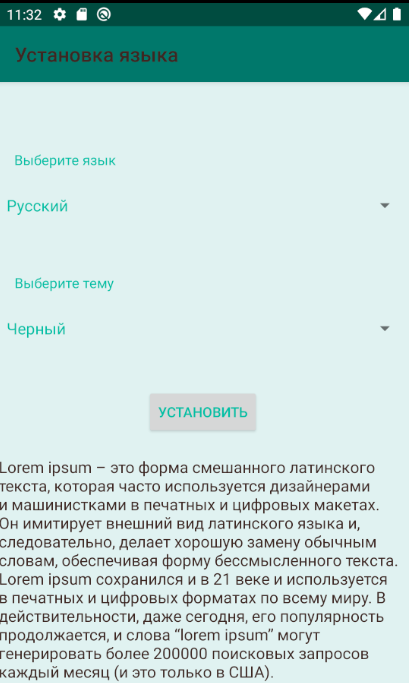 11:32
Установка языка
Выберите язык
Русский
Выберите тему
Черный
УСТАНОВИТЬ
Lorem ipsum – это форма смешанного латинского
текста, которая часто используется дизайнерами
и машинистками в печатных и цифровых макетах.
Он имитирует внешний вид латинского языка и,
следовательно, делает хорошую замену обычным
словам, обеспечивая форму бессмысленного текста.
Lorem ipsum сохранился и в 21 веке и используется
в печатных и цифровых форматах по всему миру. В
действительности, даже сегодня, его популярность
продолжается, и слова “lorem ipsum” могут
генерировать более 200000 поисковых запросов
каждый месяц (и это только в США).